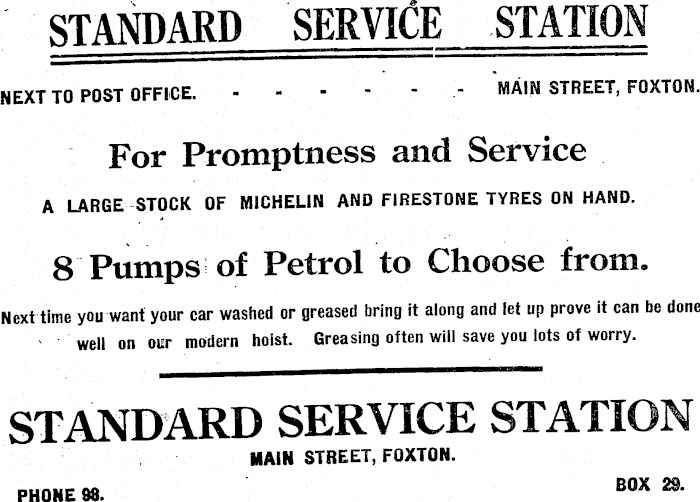 STANDARD SERVICE STATION
NEXT TO POST OFFICE. - - - - - - MAIN STREET, FOXTON.
For Promptness and Service
A LARGE STOCK OF MICHELIN AND FIRESTONE TYRES ON HAND.
8 Pumps of Petrol to Choose from.
Next time you want your car washed or greased bring it along and let up prove it can be done
well on our modern hoist. Greasing often will save you lots of worry.
STANDARD SERVICE STATION
MAIN STREET, FOXTON.
PHONE 98. BOX 29.